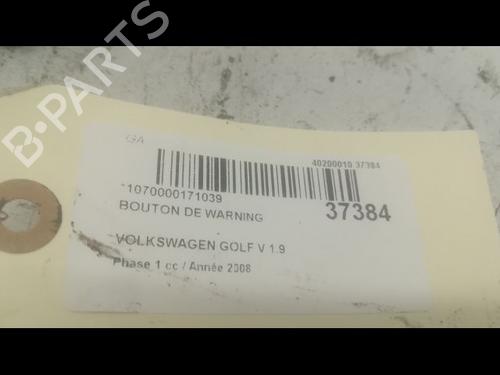 B-PARTS
GA
40200010 37384
*1070000171039
37384
BOUTON DE WARNING
VOLKSWAGEN GOLF V 1.9
Phase 1 cc / Année 2008